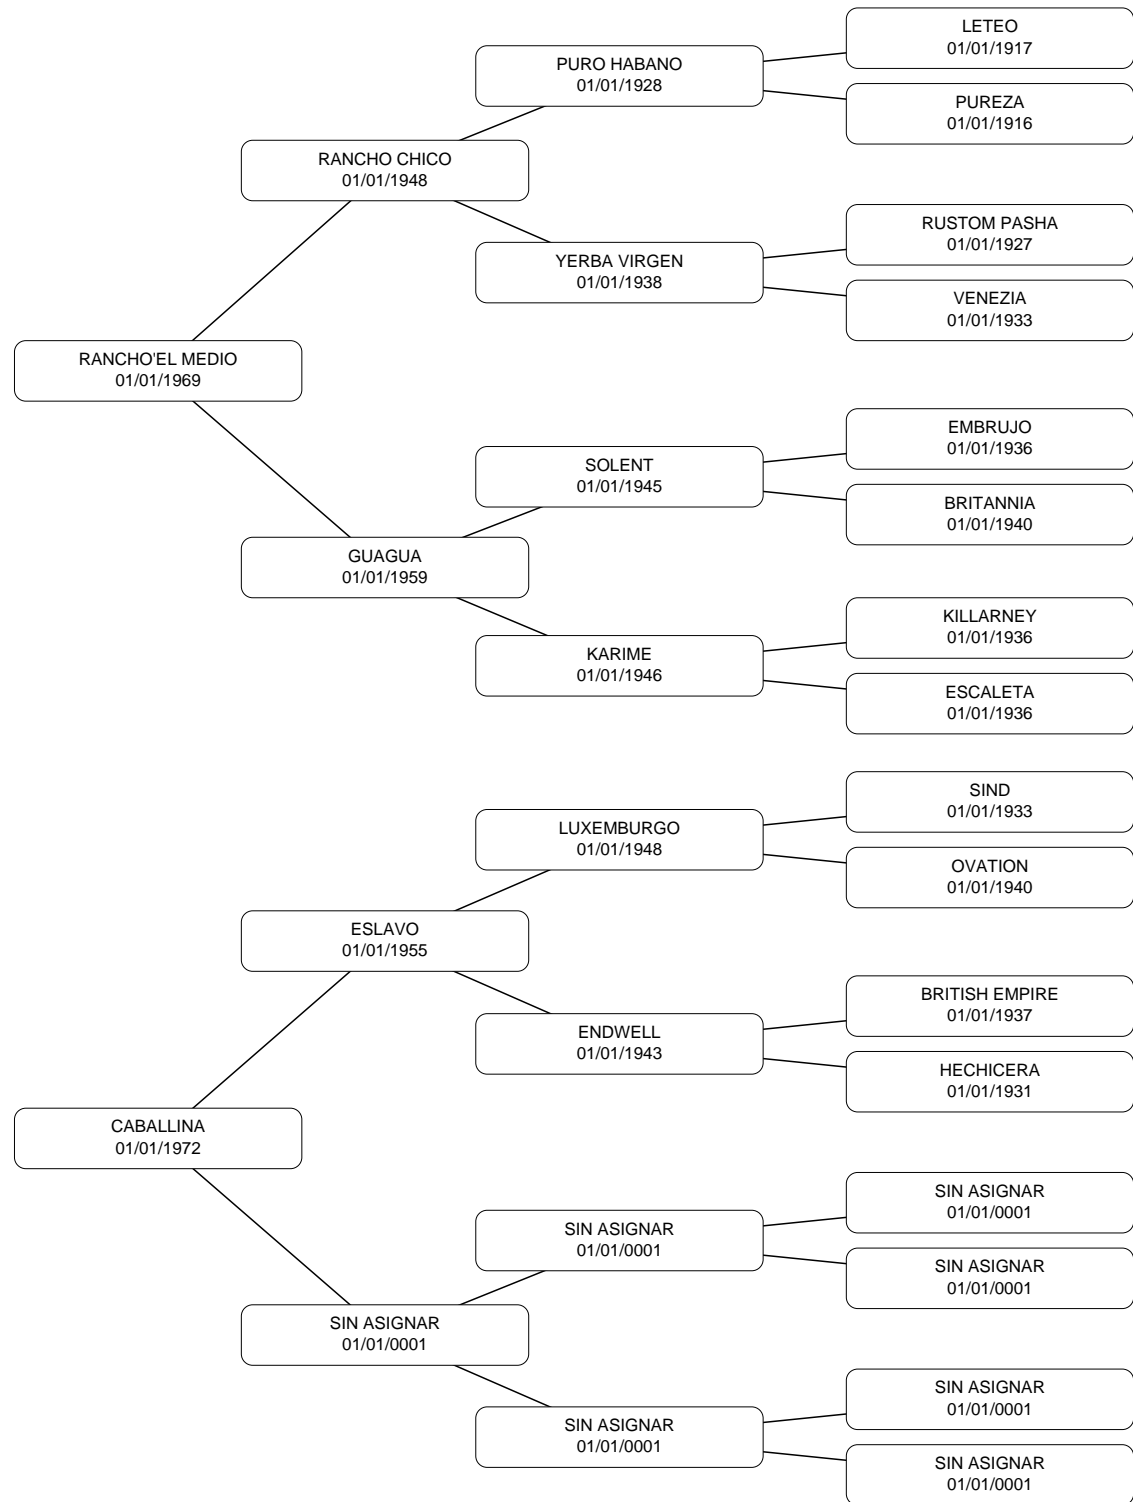 LETEO
01/01/1917
PURO HABANO
01/01/1928
PUREZA
01/01/1916
RANCHO CHICO
01/01/1948
RUSTOM PASHA
01/01/1927
YERBA VIRGEN
01/01/1938
VENEZIA
01/01/1933
RANCHO'EL MEDIO
01/01/1969
EMBRUJO
01/01/1936
SOLENT
01/01/1945
BRITANNIA
01/01/1940
GUAGUA
01/01/1959
KILLARNEY
01/01/1936
KARIME
01/01/1946
ESCALETA
01/01/1936
SIND
01/01/1933
LUXEMBURGO
01/01/1948
OVATION
01/01/1940
ESLAVO
01/01/1955
BRITISH EMPIRE
01/01/1937
ENDWELL
01/01/1943
HECHICERA
01/01/1931
CABALLINA
01/01/1972
SIN ASIGNAR
01/01/0001
SIN ASIGNAR
01/01/0001
SIN ASIGNAR
01/01/0001
SIN ASIGNAR
01/01/0001
SIN ASIGNAR
01/01/0001
SIN ASIGNAR
01/01/0001
SIN ASIGNAR
01/01/0001